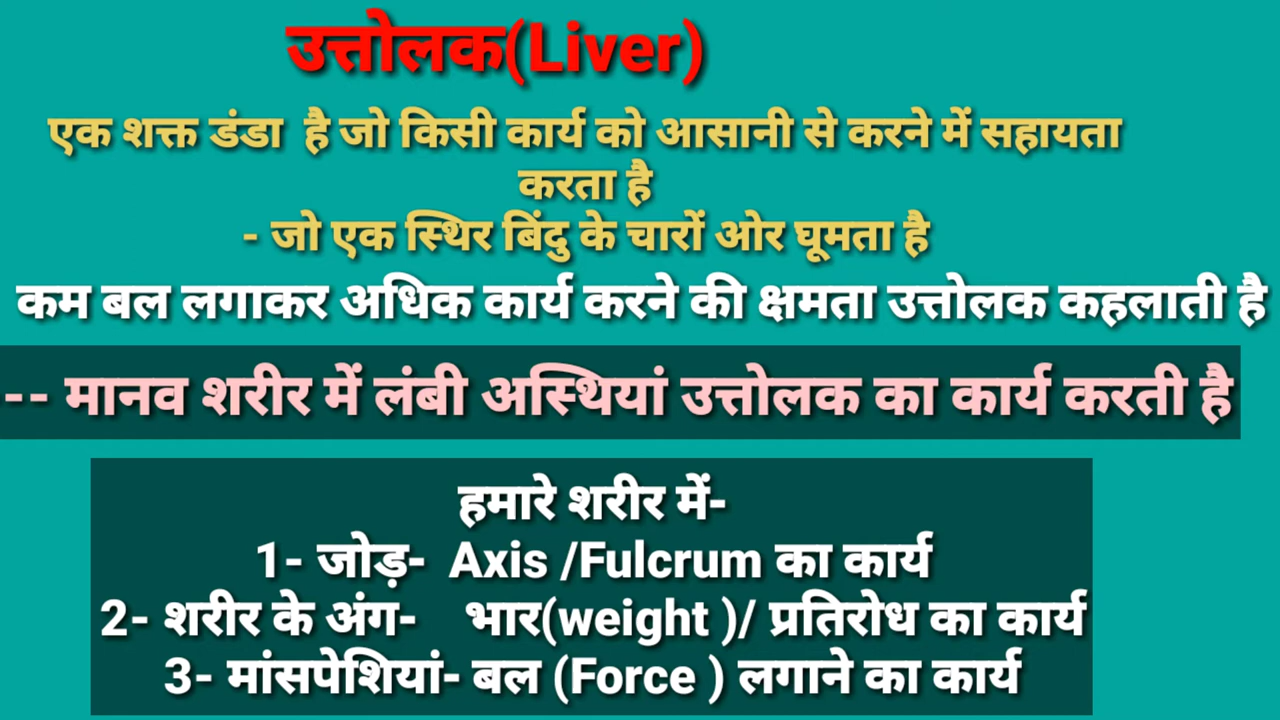 उत्तोलक(Liver)
एक शक्त डंडा है जो किसी कार्य को आसानी से करने में सहायता
करता है
- जो एक स्थिर बिंदु के चारों ओर घूमता है
कम बल लगाकर अधिक कार्य करने की क्षमता उत्तोलक कहलाती है
-- मानव शरीर में लंबी अस्थियां उत्तोलक का कार्य करती है
हमारे शरीर में-
1- जोड़- Axis /Fulcrum का कार्य
2- शरीर के अंग- भार(weight )/ प्रतिरोध का कार्य
3- मांसपेशियां- बल (Force ) लगाने का कार्य